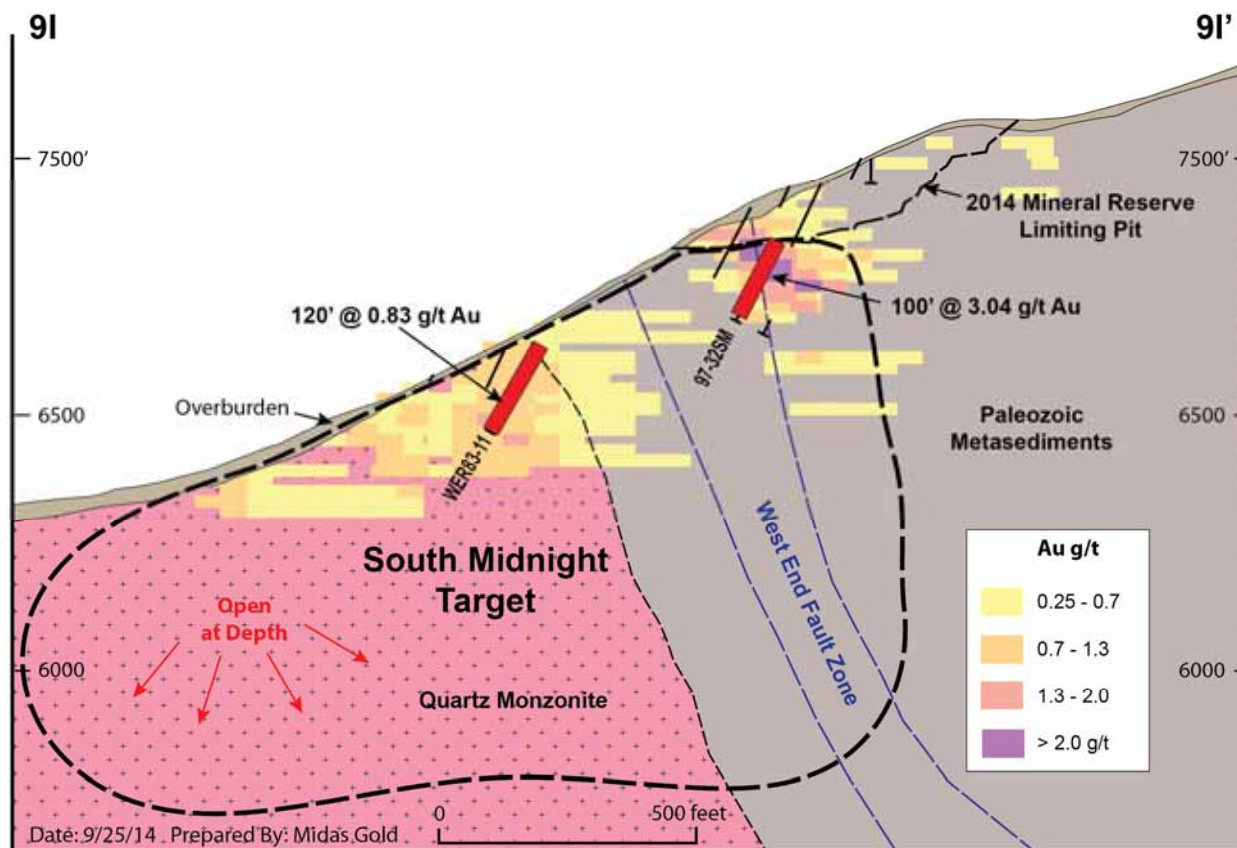 9I
9I'
7500'
7500'
2014 Mineral Reserve
Limiting Pit
120' @ 0.83 g/t Au
100' @ 3.04 g/t Au
97-32SM
Overburden
6500
6500
Paleozoic
Metasediments
WER83-11
South Midnight
Target
West End Fault Zone
Au g/t
0.25 - 0.7
0.7 - 1.3
1.3 - 2.0
> 2.0 g/t
Open
at Depth
6000
6000
Quartz Monzonite
0
500 feet
Date: 9/25/14 Prepared By: Midas Gold